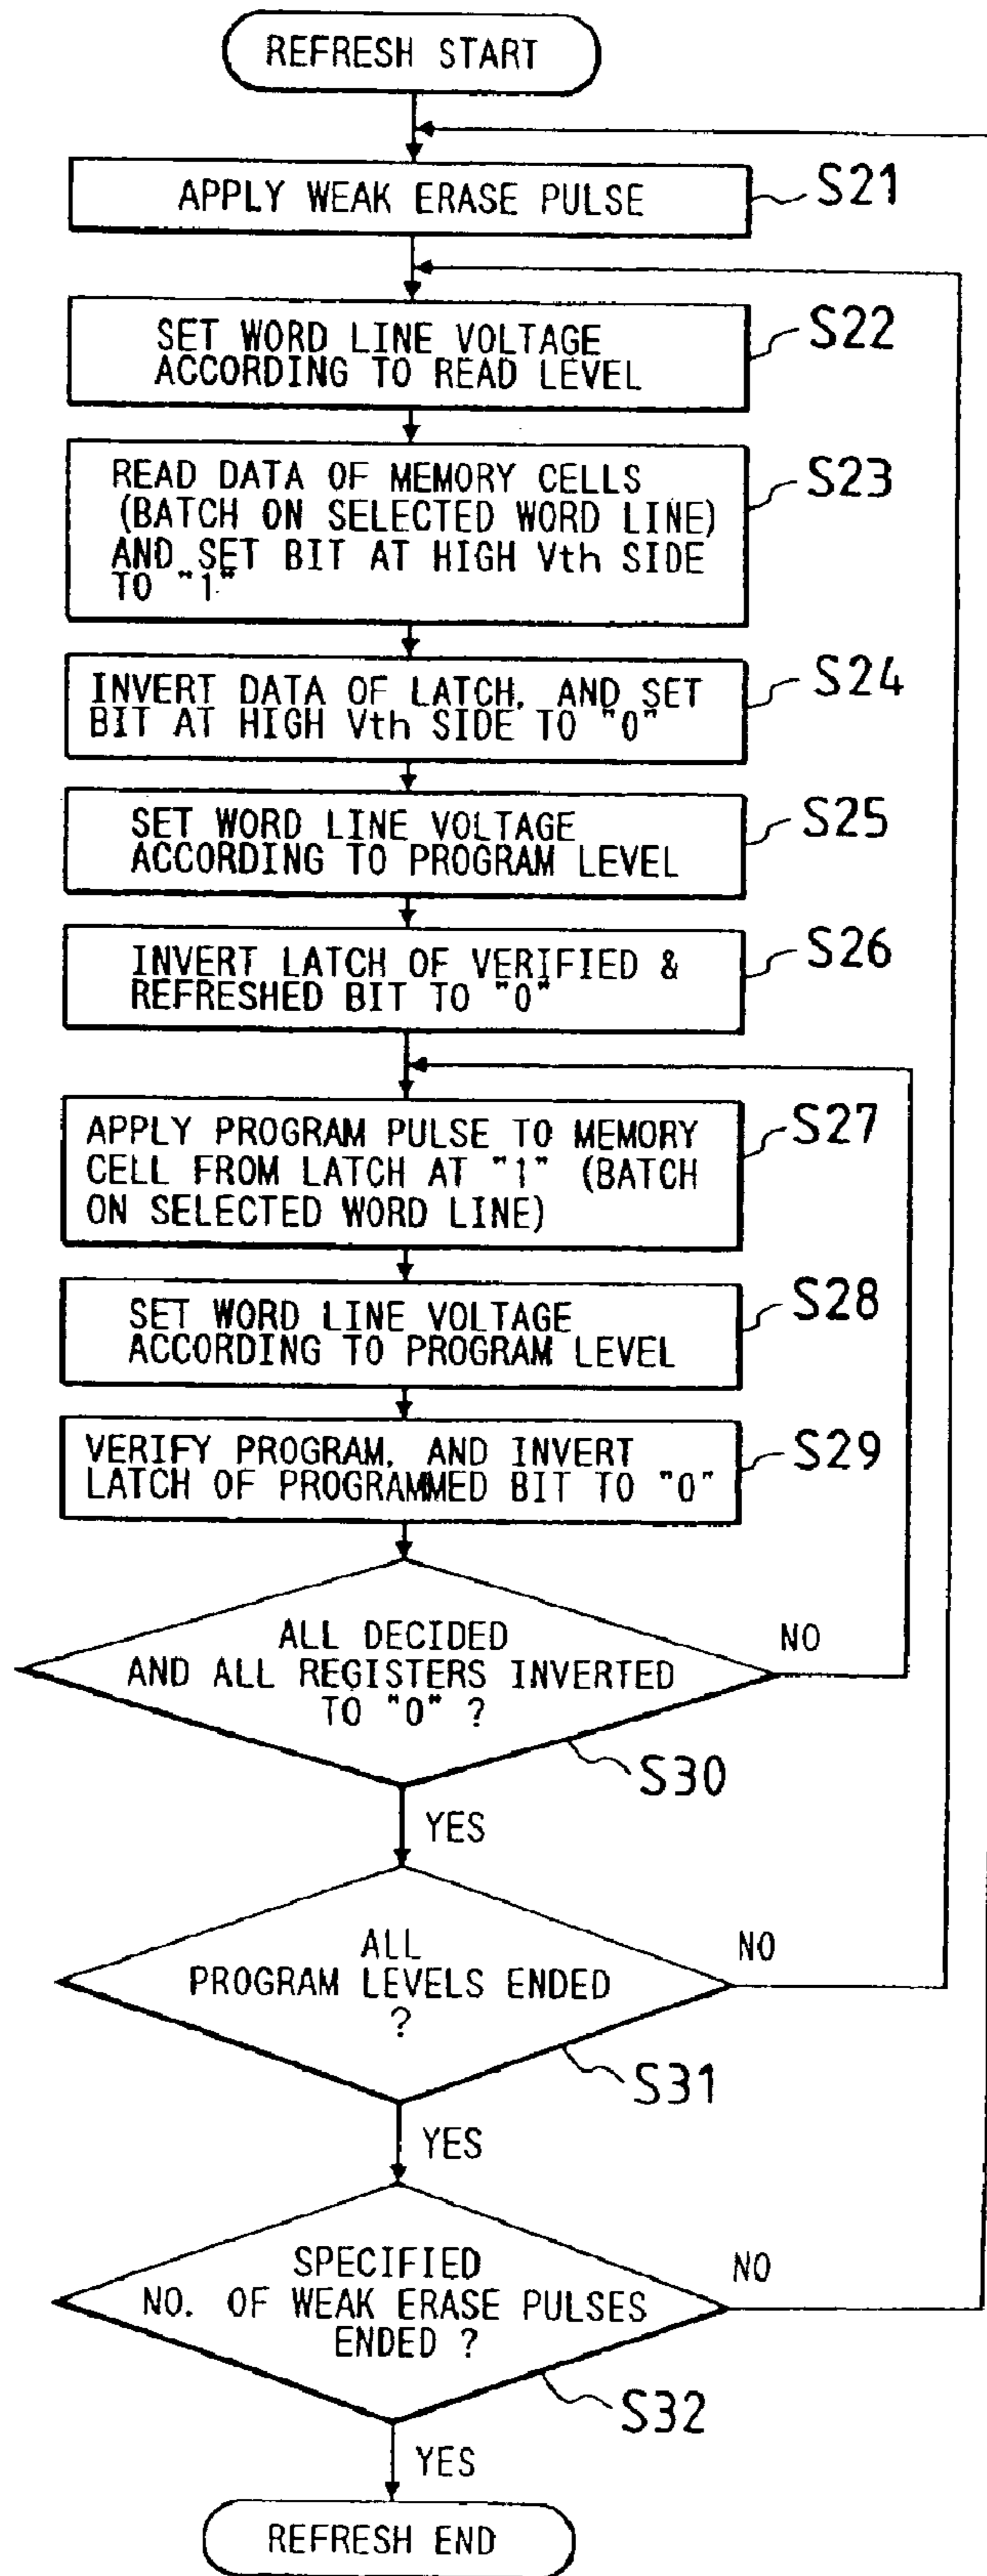 REFRESH START
APPLY WEAK ERASE PULSE
S21
SET WORD LINE VOLTAGE
ACCORDING TO READ LEVEL
S22
READ DATA OF MEMORY CELLS
(BATCH ON SELECTED WORD LINE)
AND SET BIT AT HIGH Vth SIDE
TO "1"
S23
INVERT DATA OF LATCH, AND SET
BIT AT HIGH Vth SIDE TO "0"
S24
SET WORD LINE VOLTAGE
ACCORDING TO PROGRAM LEVEL
S25
INVERT LATCH OF VERIFIED &
REFRESHED BIT TO "0"
S26
APPLY PROGRAM PULSE TO MEMORY
CELL FROM LATCH AT "1" (BATCH
ON SELECTED WORD LINE)
S27
SET WORD LINE VOLTAGE
ACCORDING TO PROGRAM LEVEL
S28
VERIFY PROGRAM, AND INVERT
LATCH OF PROGRAMMED BIT TO "0"
S29
ALL DECIDED
AND ALL REGISTERS INVERTED
TO "0" ?
NO
S30
YES
ALL
PROGRAM LEVELS ENDED
?
NO
S31
YES
SPECIFIED
NO. OF WEAK ERASE PULSES
ENDED ?
NO
S32
YES
REFRESH END